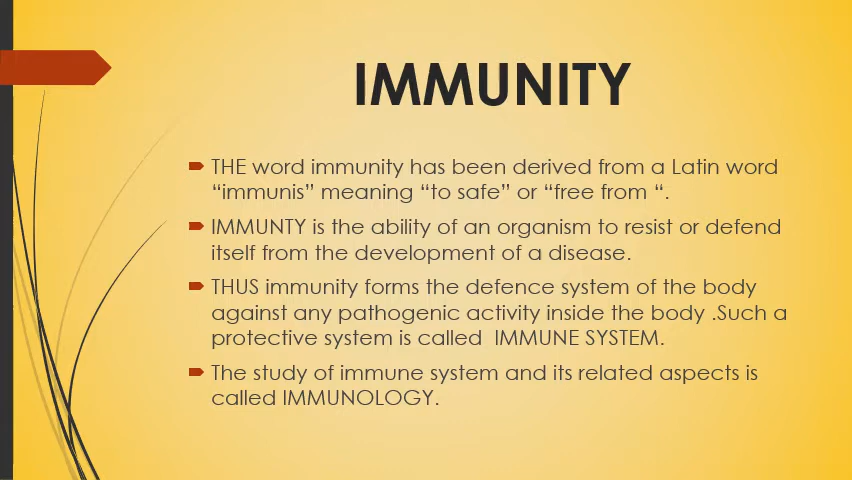 IMMUNITY
THE word immunity has been derived from a Latin word
“immunis” meaning “to safe” or “free from “.
IMMUNTY is the ability of an organism to resist or defend
itself from the development of a disease.
THUS immunity forms the defence system of the body
against any pathogenic activity inside the body .Such a
protective system is called  IMMUNE SYSTEM.
The study of immune system and its related aspects is
called IMMUNOLOGY.